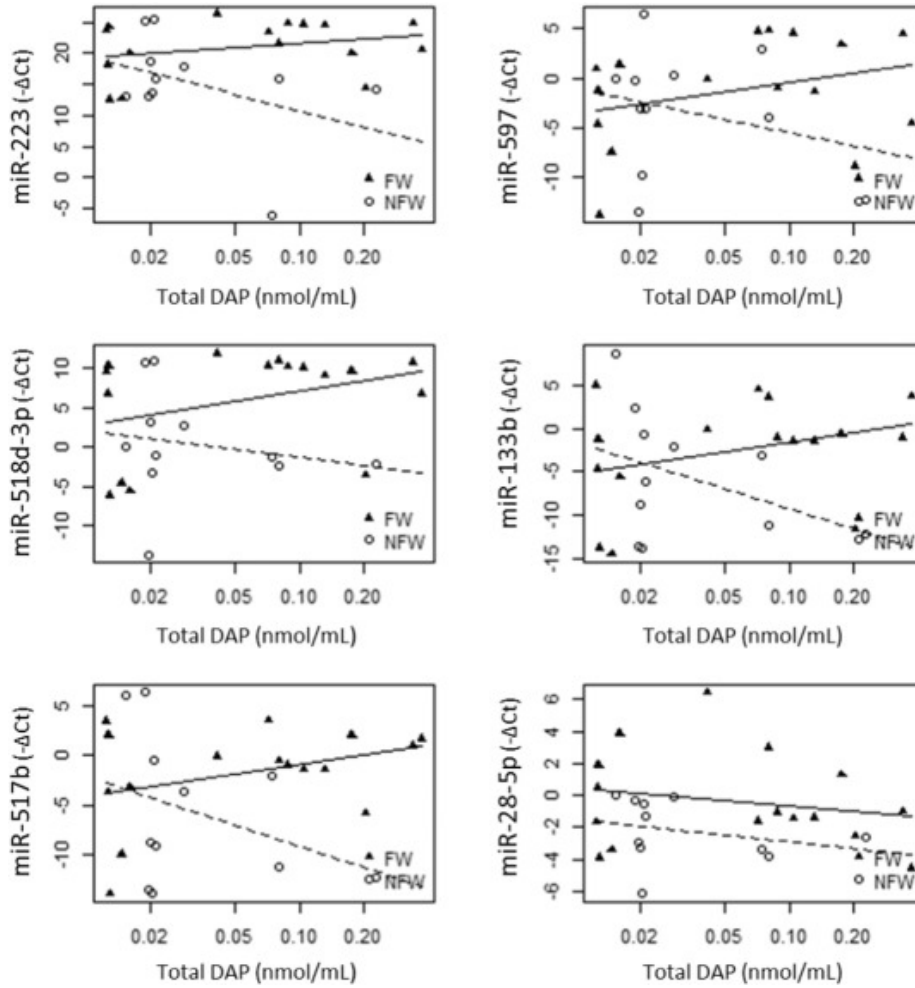 miR-223 (-ΔCt)
-5 0 5 10 20
▲ FW
○ NFW
0.02 0.05 0.10 0.20
Total DAP (nmol/mL)
miR-597 (-ΔCt)
-10 -5 0 5
▲ FW
○ NFW
0.02 0.05 0.10 0.20
Total DAP (nmol/mL)
miR-518d-3p (-ΔCt)
-10 -5 0 5 10
▲ FW
○ NFW
0.02 0.05 0.10 0.20
Total DAP (nmol/mL)
miR-133b (-ΔCt)
-15 -10 -5 0 5
▲ FW
○ NFW
0.02 0.05 0.10 0.20
Total DAP (nmol/mL)
miR-517b (-ΔCt)
-10 -5 0 5
▲ FW
○ NFW
0.02 0.05 0.10 0.20
Total DAP (nmol/mL)
miR-28-5p (-ΔCt)
-6 -4 -2 0 2 4 6
▲ FW
○ NFW
0.02 0.05 0.10 0.20
Total DAP (nmol/mL)